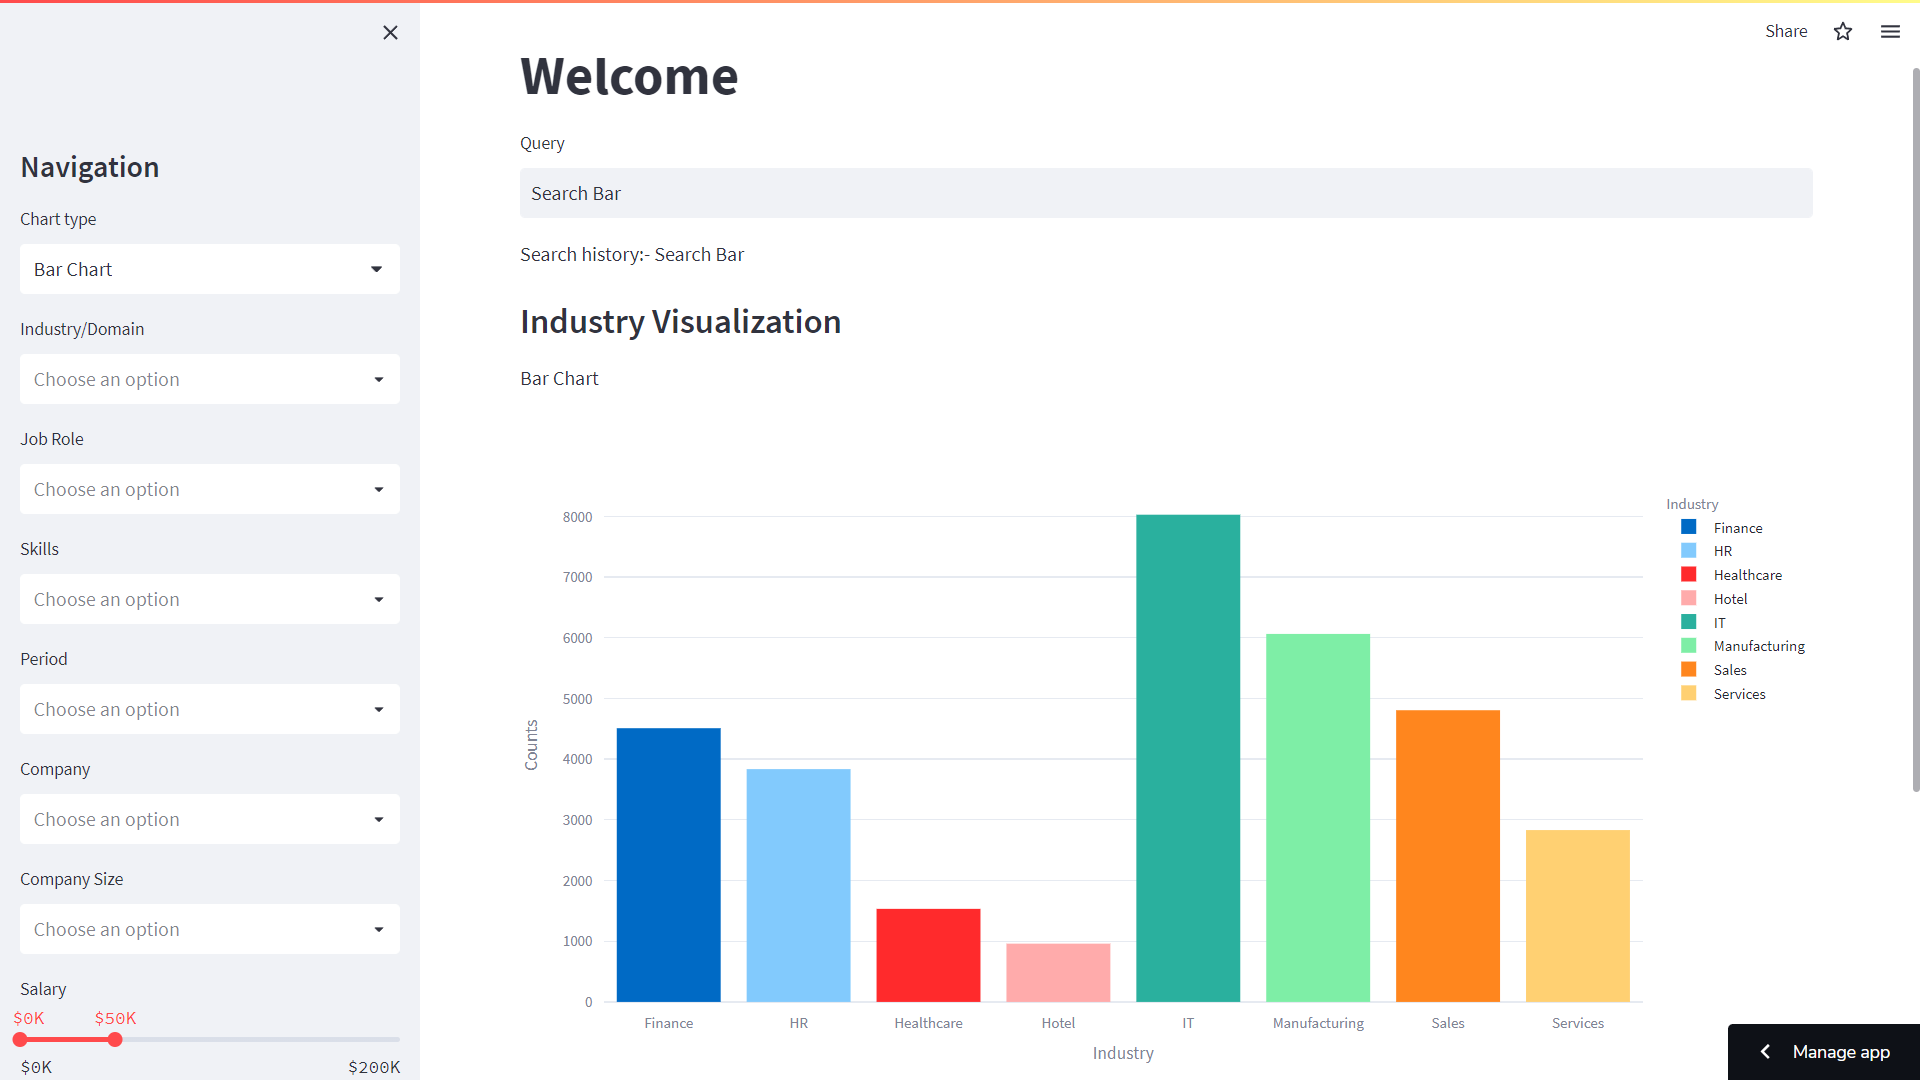 Navigation
Chart type
Bar Chart
Industry/Domain
Choose an option
Job Role
Choose an option
Skills
Choose an option
Period
Choose an option
Company
Choose an option
Company Size
Choose an option
Salary
$0K $50K
$0K $200K
Share
Welcome
Query
Search Bar
Search history:- Search Bar
Industry Visualization
Bar Chart
Counts
8000
7000
6000
5000
4000
3000
2000
1000
0
Finance HR Healthcare Hotel IT Manufacturing Sales Services
Industry
Industry
Finance
HR
Healthcare
Hotel
IT
Manufacturing
Sales
Services
Manage app